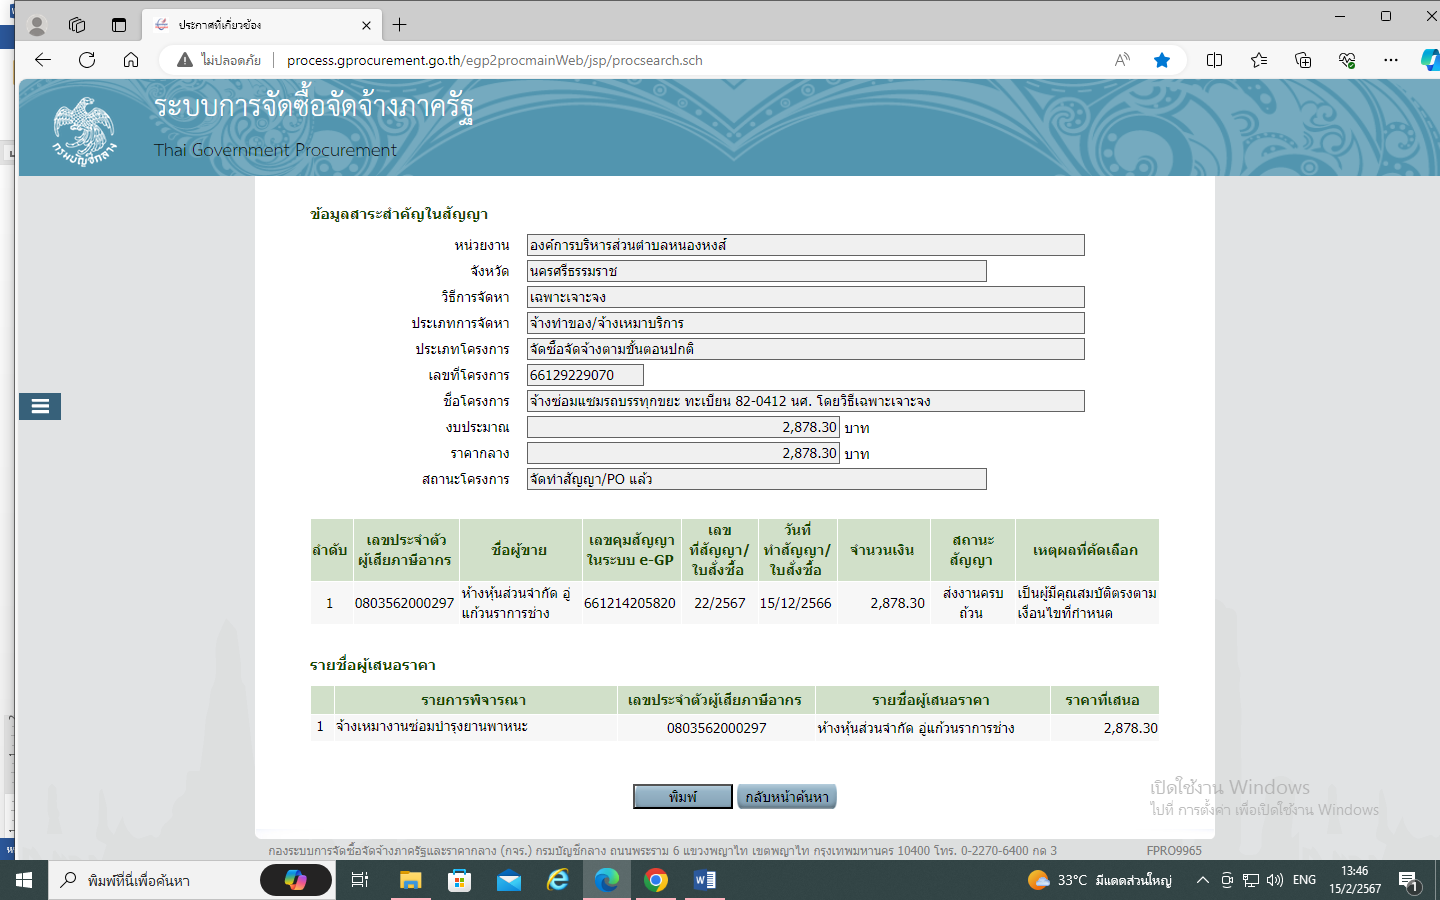 ประกาศที่เกี่ยวข้อง
ไม่ปลอดภัย process.gprocurement.go.th/egp2procmainWeb/jsp/procsearch.sch
ระบบการจัดซื้อจัดจ้างภาครัฐ
Thai Government Procurement
กรมบัญชีกลาง
ข้อมูลสาระสำคัญในสัญญา
หน่วยงาน องค์การบริหารส่วนตำบลหนองหงส์
จังหวัด นครศรีธรรมราช
วิธีการจัดหา เฉพาะเจาะจง
ประเภทการจัดหา จ้างทำของ/จ้างเหมาบริการ
ประเภทโครงการ จัดซื้อจัดจ้างตามขั้นตอนปกติ
เลขที่โครงการ 66129229070
ชื่อโครงการ จ้างซ่อมแซมรถบรรทุกขยะ ทะเบียน 82-0412 นศ. โดยวิธีเฉพาะเจาะจง
งบประมาณ 2,878.30 บาท
ราคากลาง 2,878.30 บาท
สถานะโครงการ จัดทำสัญญา/PO แล้ว
ลำดับ เลขประจำตัวผู้เสียภาษีอากร ชื่อผู้ขาย เลขคุมสัญญาในระบบ e-GP เลขที่สัญญา/ใบสั่งซื้อ วันที่ทำสัญญา/ใบสั่งซื้อ จำนวนเงิน สถานะสัญญา เหตุผลที่คัดเลือก
1 0803562000297 ห้างหุ้นส่วนจำกัด อู่แก้วนราการช่าง 661214205820 22/2567 15/12/2566 2,878.30 ส่งงานครบถ้วน เป็นผู้มีคุณสมบัติตรงตามเงื่อนไขที่กำหนด
รายชื่อผู้เสนอราคา
รายการพิจารณา เลขประจำตัวผู้เสียภาษีอากร รายชื่อผู้เสนอราคา ราคาที่เสนอ
1 จ้างเหมางานซ่อมบำรุงยานพาหนะ 0803562000297 ห้างหุ้นส่วนจำกัด อู่แก้วนราการช่าง 2,878.30
พิมพ์ กลับหน้าค้นหา
เปิดใช้งาน Windows
ไปที่ การตั้งค่า เพื่อเปิดใช้งาน Windows
กองระบบการจัดซื้อจัดจ้างภาครัฐและราคากลาง (กจร.) กรมบัญชีกลาง ถนนพระราม 6 แขวงพญาไท เขตพญาไท กรุงเทพมหานคร 10400 โทร. 0-2270-6400 กด 3 FPRO9965
พิมพ์ที่นี่เพื่อค้นหา
33°C มีแดดส่วนใหญ่ ENG
13:46
15/2/2567
1